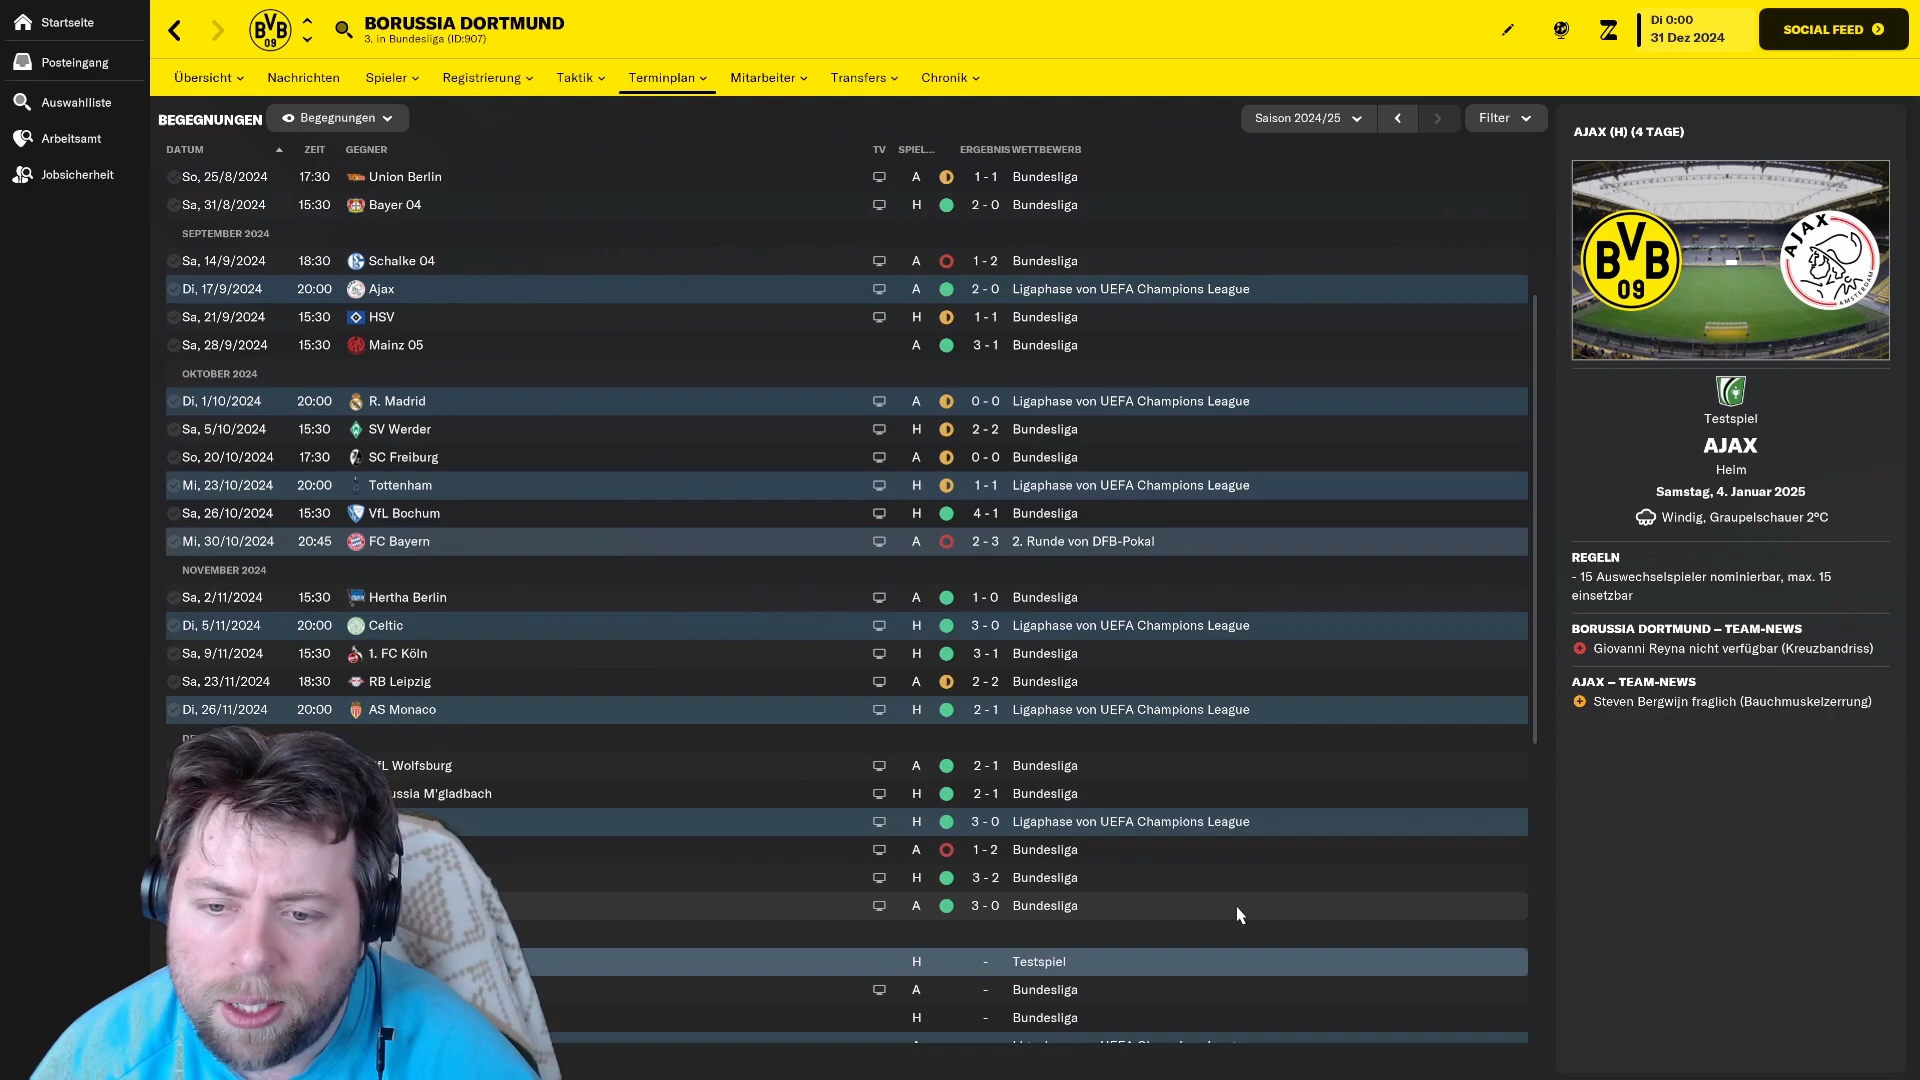 Startseite
Posteingang
Auswahlliste
Arbeitsamt
Jobsicherheit
BVB 09
BORUSSIA DORTMUND
3. in Bundesliga (ID:907)
Di 0:00
31 Dez 2024
SOCIAL FEED
Übersicht Nachrichten Spieler Registrierung Taktik Terminplan Mitarbeiter Transfers Chronik
BEGEGNUNGEN Begegnungen Saison 2024/25 Filter
DATUM ZEIT GEGNER TV SPIEL... ERGEBNIS WETTBEWERB
So, 25/8/2024 17:30 Union Berlin A 1 - 1 Bundesliga
Sa, 31/8/2024 15:30 Bayer 04 H 2 - 0 Bundesliga
SEPTEMBER 2024
Sa, 14/9/2024 18:30 Schalke 04 A 1 - 2 Bundesliga
Di, 17/9/2024 20:00 Ajax A 2 - 0 Ligaphase von UEFA Champions League
Sa, 21/9/2024 15:30 HSV H 1 - 1 Bundesliga
Sa, 28/9/2024 15:30 Mainz 05 A 3 - 1 Bundesliga
OKTOBER 2024
Di, 1/10/2024 20:00 R. Madrid A 0 - 0 Ligaphase von UEFA Champions League
Sa, 5/10/2024 15:30 SV Werder H 2 - 2 Bundesliga
So, 20/10/2024 17:30 SC Freiburg A 0 - 0 Bundesliga
Mi, 23/10/2024 20:00 Tottenham H 1 - 1 Ligaphase von UEFA Champions League
Sa, 26/10/2024 15:30 VfL Bochum H 4 - 1 Bundesliga
Mi, 30/10/2024 20:45 FC Bayern A 2 - 3 2. Runde von DFB-Pokal
NOVEMBER 2024
Sa, 2/11/2024 15:30 Hertha Berlin A 1 - 0 Bundesliga
Di, 5/11/2024 20:00 Celtic H 3 - 0 Ligaphase von UEFA Champions League
Sa, 9/11/2024 15:30 1. FC Köln H 3 - 1 Bundesliga
Sa, 23/11/2024 18:30 RB Leipzig A 2 - 2 Bundesliga
Di, 26/11/2024 20:00 AS Monaco H 2 - 1 Ligaphase von UEFA Champions League
fL Wolfsburg A 2 - 1 Bundesliga
ussia M'gladbach H 2 - 1 Bundesliga
H 3 - 0 Ligaphase von UEFA Champions League
A 1 - 2 Bundesliga
H 3 - 2 Bundesliga
A 3 - 0 Bundesliga
H - Testspiel
A - Bundesliga
H - Bundesliga
AJAX (H) (4 TAGE)
BVB 09 AJAX AMSTERDAM
Testspiel
AJAX
Heim
Samstag, 4. Januar 2025
Windig, Graupelschauer 2°C
REGELN
- 15 Auswechselspieler nominierbar, max. 15
einsetzbar
BORUSSIA DORTMUND – TEAM-NEWS
Giovanni Reyna nicht verfügbar (Kreuzbandriss)
AJAX – TEAM-NEWS
Steven Bergwijn fraglich (Bauchmuskelzerrung)